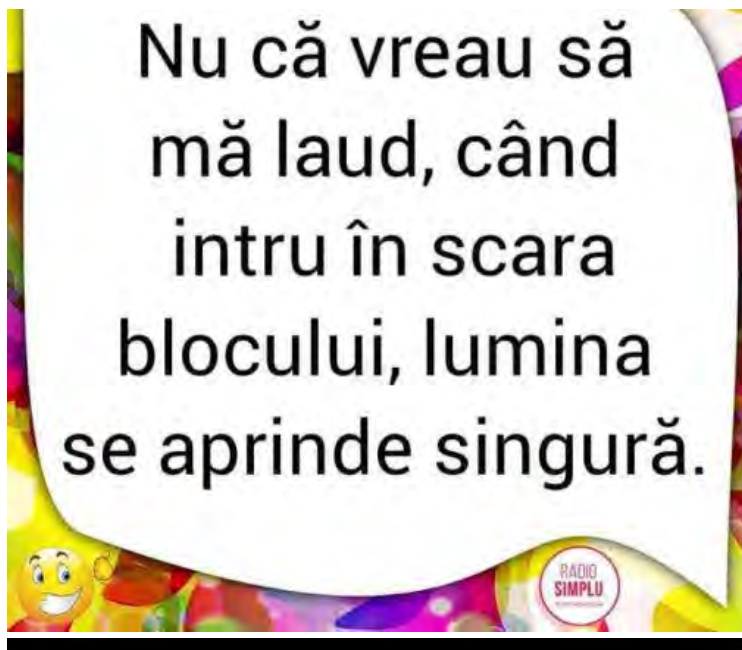 Nu că vreau să
mă laud, când
intru în scara
blocului, lumina
se aprinde singură.
RADIO
SIMPLU